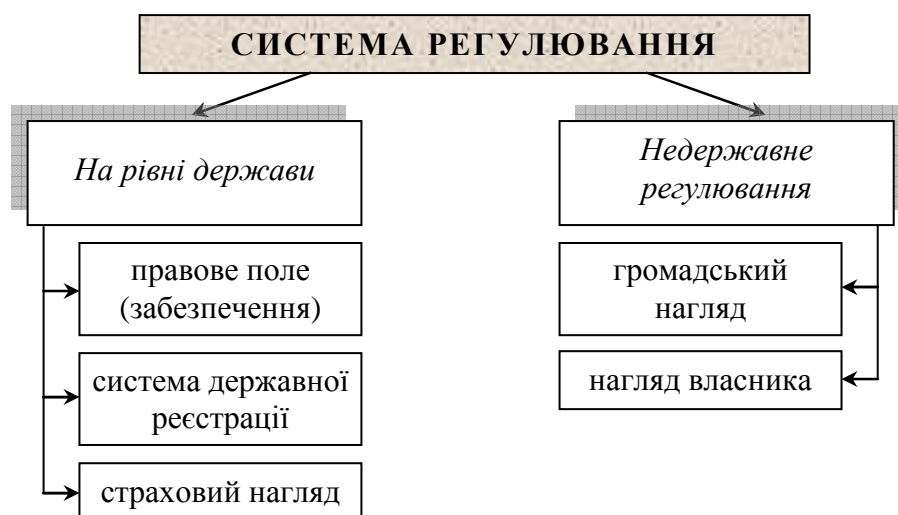 СИСТЕМА РЕГУЛЮВАННЯ
На рівні держави
правове поле
(забезпечення)
система державної
реєстрації
страховий нагляд
Недержавне
регулювання
громадський
нагляд
нагляд власника